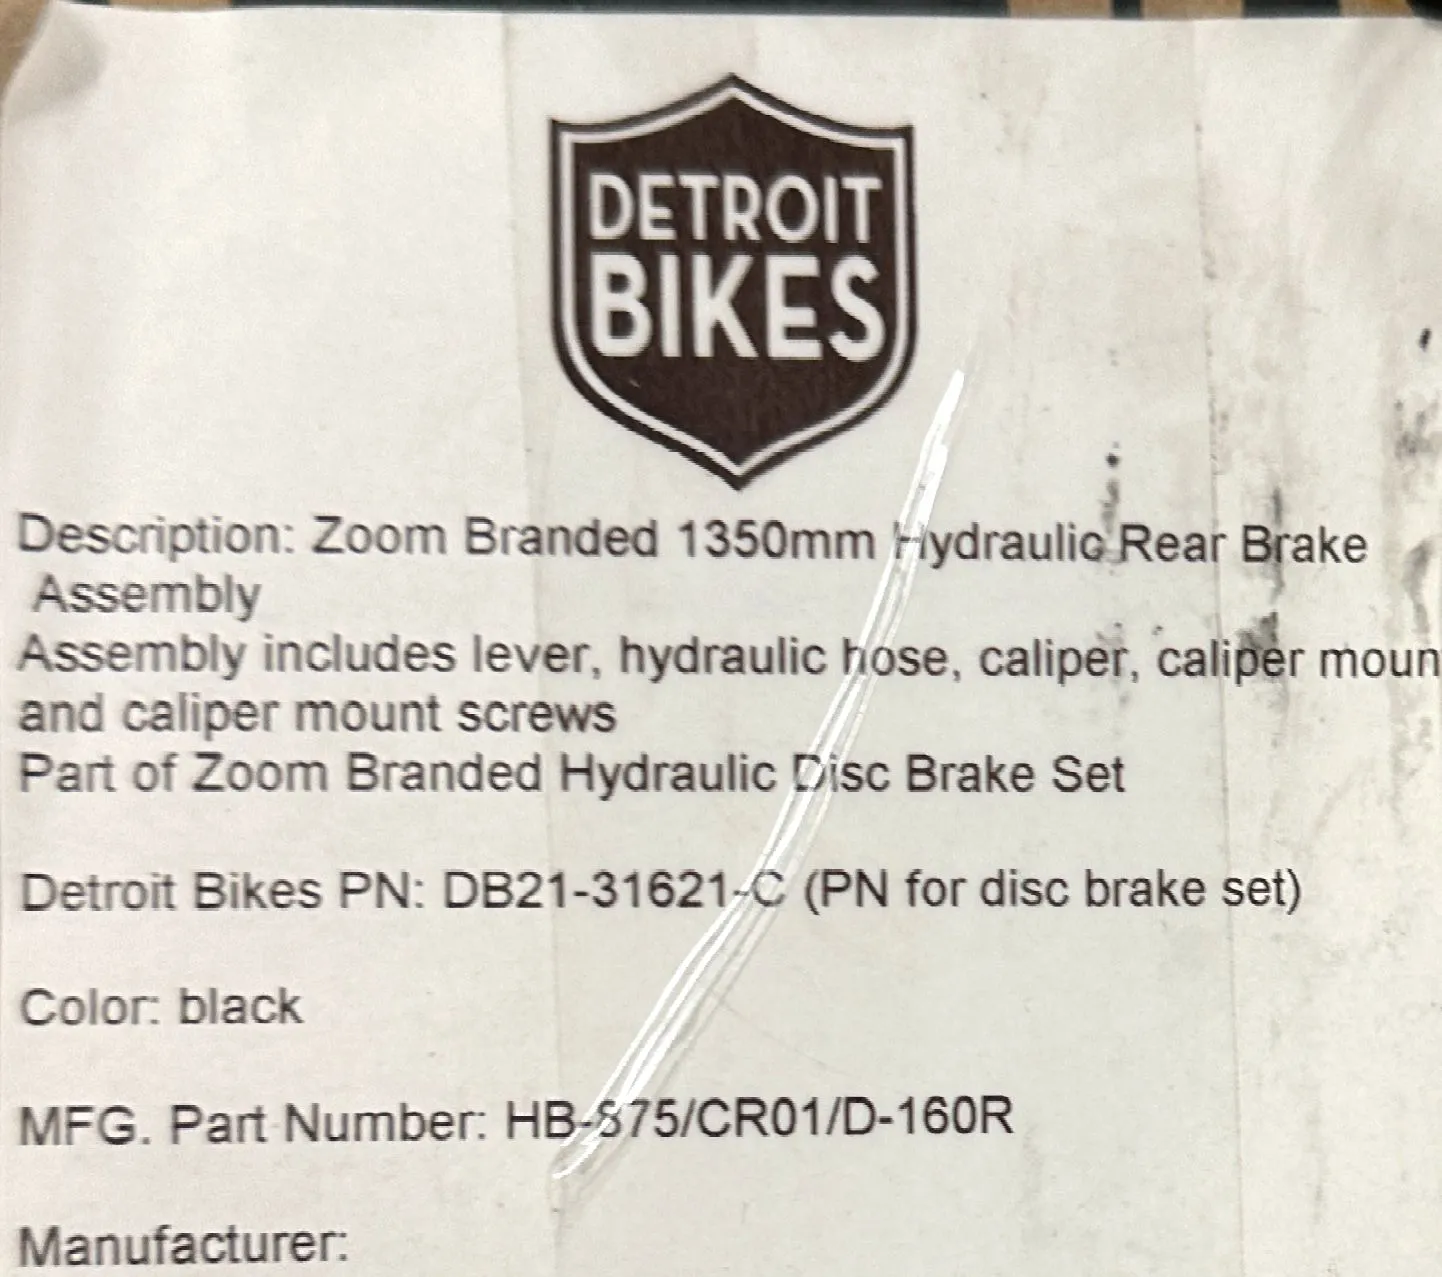 DETROIT
BIKES
Description: Zoom Branded 1350mm Hydraulic Rear Brake
Assembly
Assembly includes lever, hydraulic hose, caliper, caliper moun
and caliper mount screws
Part of Zoom Branded Hydraulic Disc Brake Set
Detroit Bikes PN: DB21-31621-C (PN for disc brake set)
Color: black
MFG. Part Number: HB-875/CR01/D-160R
Manufacturer: